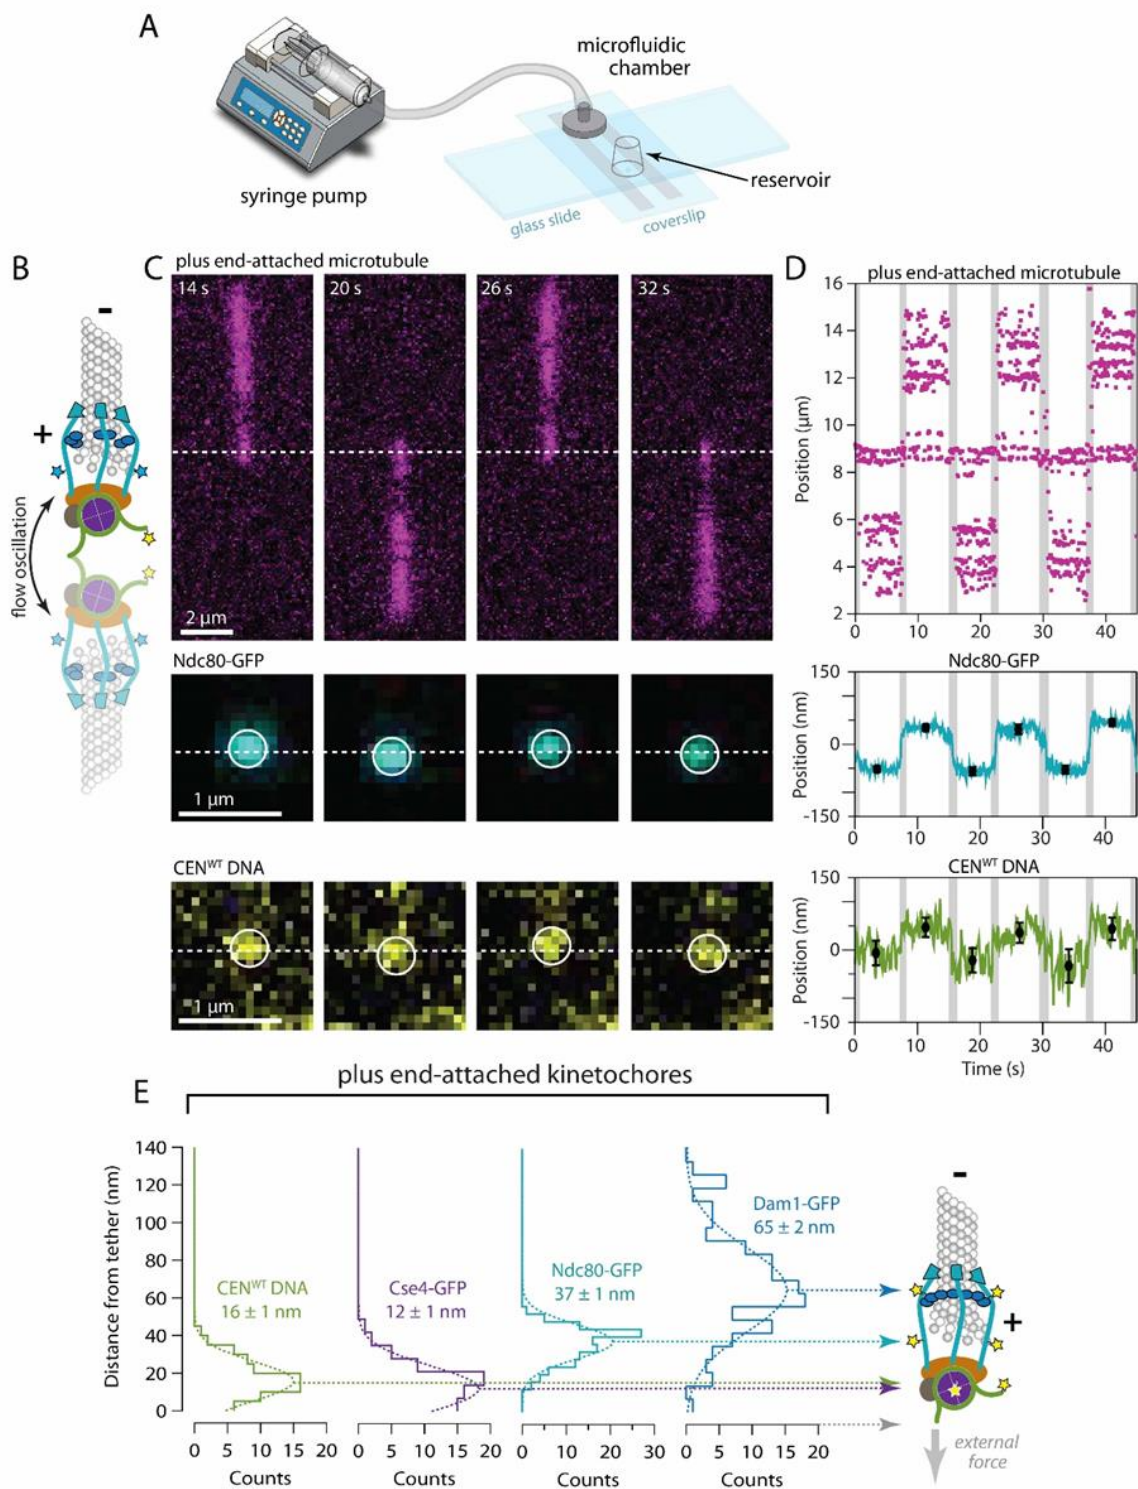 A
microfluidic
chamber
syringe pump
reservoir
glass slide
coverslip
B
-
+
flow oscillation
C
plus end-attached microtubule
14 s
20 s
26 s
32 s
2 µm
Ndc80-GFP
1 µm
CENᵂᵀ DNA
1 µm
D
plus end-attached microtubule
Position (µm)
16
14
12
10
8
6
4
2
0 10 20 30 40
Ndc80-GFP
Position (nm)
150
0
-150
0 10 20 30 40
CENᵂᵀ DNA
Position (nm)
150
0
-150
0 10 20 30 40
Time (s)
E
plus end-attached kinetochores
Distance from tether (nm)
140
120
100
80
60
40
20
0
CENᵂᵀ DNA
16 ± 1 nm
0 5 10 15 20
Counts
Cse4-GFP
12 ± 1 nm
0 5 10 15 20
Counts
Ndc80-GFP
37 ± 1 nm
0 10 20 30
Counts
Dam1-GFP
65 ± 2 nm
0 5 10 15 20
Counts
-
+
external
force